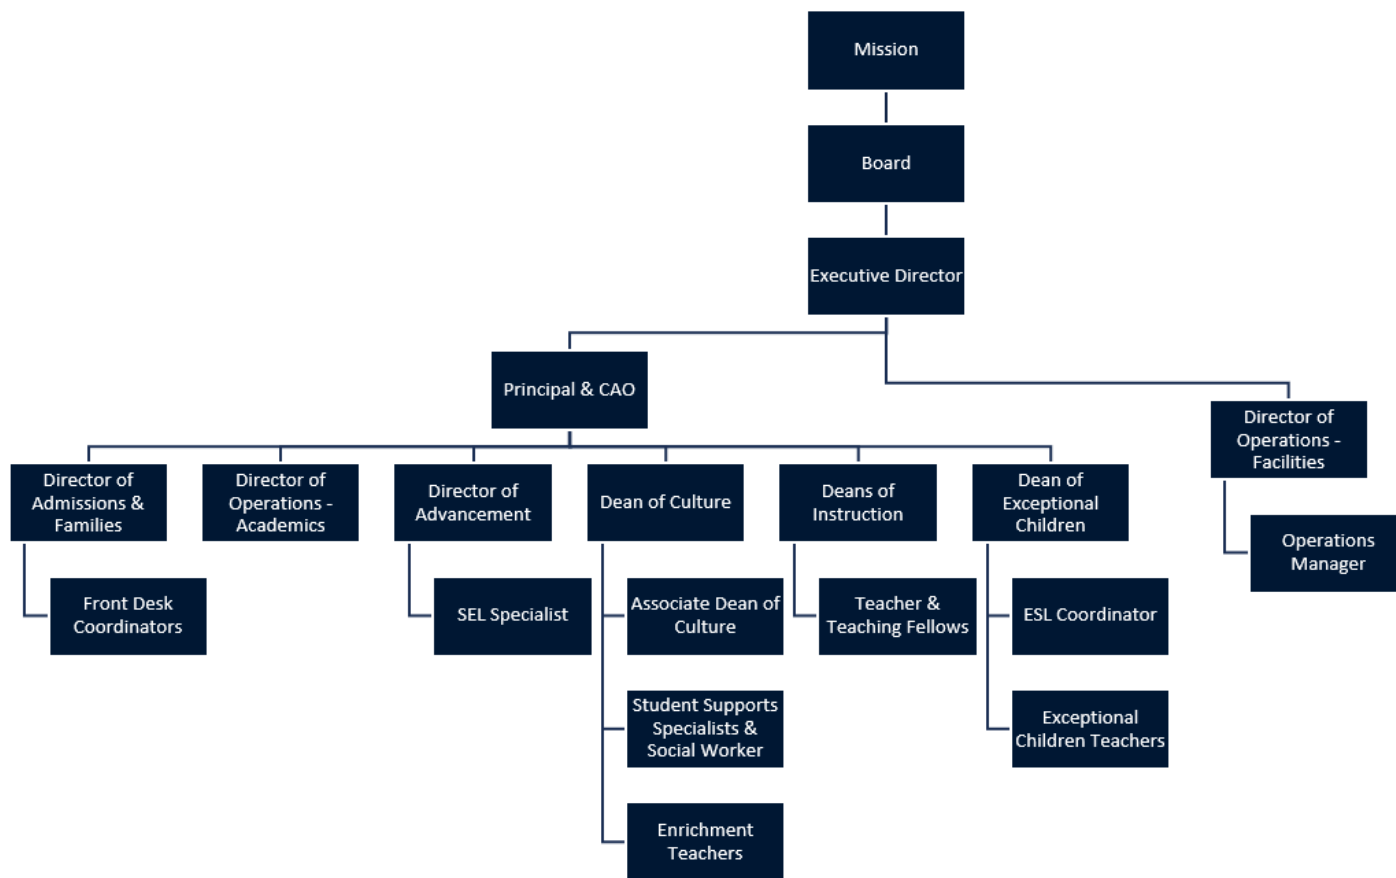 Mission
Board
Executive Director
Principal & CAO
Director of
Operations -
Facilities
Director of
Admissions &
Families
Director of
Operations -
Academics
Director of
Advancement
Dean of Culture
Deans of
Instruction
Dean of
Exceptional
Children
Operations
Manager
Front Desk
Coordinators
SEL Specialist
Associate Dean of
Culture
Teacher &
Teaching Fellows
ESL Coordinator
Student Supports
Specialists &
Social Worker
Exceptional
Children Teachers
Enrichment
Teachers